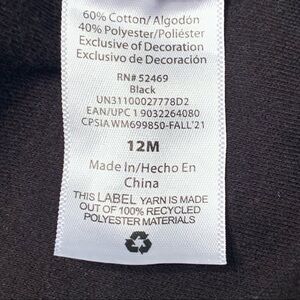 60% Cotton/Algodón
40% Polyester/Poliéster
Exclusive of Decoration
Exclusivo de Decoración
RN# 52469
Black
UN31100027778D2
EAN/UPC 19032264080
CPSIA WM699850-FALL'21
12M
Made In/Hecho En
China
THIS LABEL YARN IS MADE
OUT OF 100% RECYCLED
POLYESTER MATERIALS